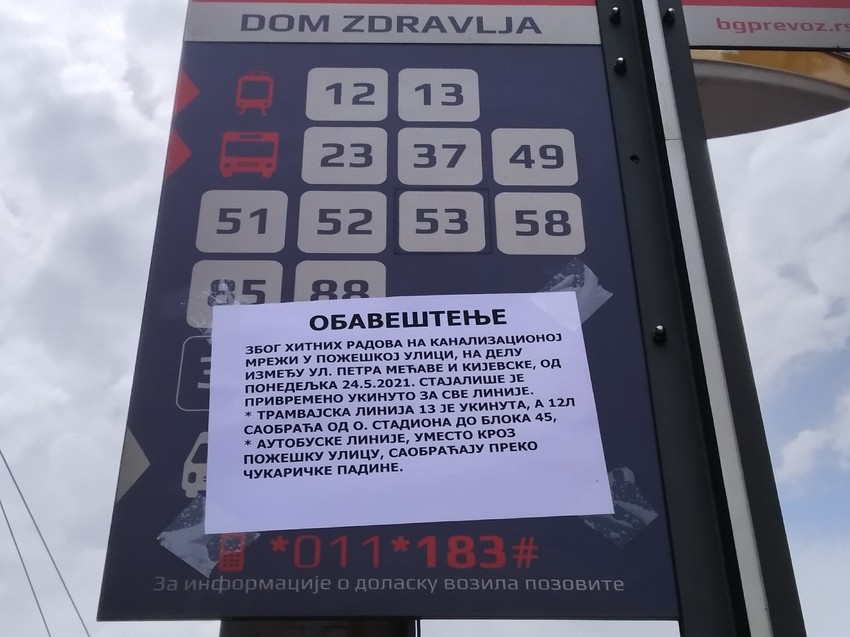 DOM ZDRAVLJA
bgprevoz.rs
12 13
23 37 49
51 52 53 58
85 88
3
ОБАВЕШТЕЊЕ
ЗБОГ ХИТНИХ РАДОВА НА КАНАЛИЗАЦИОНОЈ
МРЕЖИ У ПОЖЕШКОЈ УЛИЦИ, НА ДЕЛУ
ИЗМЕЂУ УЛ. ПЕТРА МЕЋАВЕ И КИЈЕВСКЕ, ОД
ПОНЕДЕЉКА 24.5.2021. СТАЈАЛИШЕ ЈЕ
ПРИВРЕМЕНО УКИНУТО ЗА СВЕ ЛИНИЈЕ.
* ТРАМВАЈСКА ЛИНИЈА 13 ЈЕ УКИНУТА, А 12Л
САОБРАЋА ОД О. СТАДИОНА ДО БЛОКА 45,
* АУТОБУСКЕ ЛИНИЈЕ, УМЕСТО КРОЗ
ПОЖЕШКУ УЛИЦУ, САОБРАЋАЈУ ПРЕКО
ЧУКАРИЧКЕ ПАДИНЕ.
*011*183#
За информације о доласку возила позовите